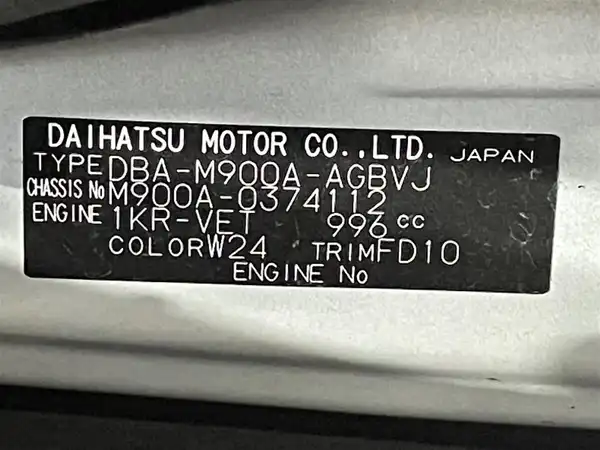 DAIHATSU MOTOR CO.,LTD. JAPAN
TYPE DBA-M900A-AGBVJ
CHASSIS No M900A-0374112
ENGINE 1KR-VET 996 cc
COLOR W24 TRIM FD10
ENGINE No